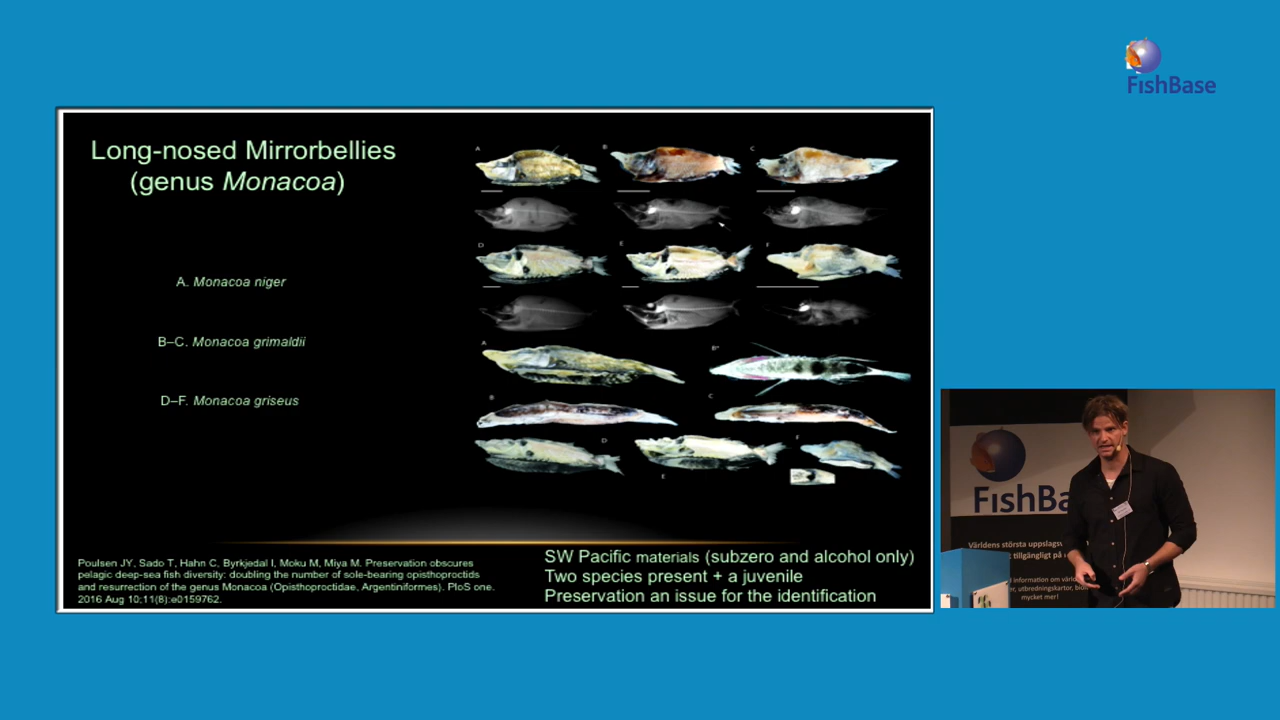 FishBase
Long-nosed Mirrorbellies
(genus Monacoa)
A. Monacoa niger
B–C. Monacoa grimaldii
D–F. Monacoa griseus
A
B
C
D
E
F
A
B*
B
C
D
E
F
Poulsen JY, Sado T, Hahn C, Byrkjedal I, Moku M, Miya M. Preservation obscures
pelagic deep-sea fish diversity: doubling the number of sole-bearing opisthoproctids
and resurrection of the genus Monacoa (Opisthoproctidae, Argentiniformes). PloS one.
2016 Aug 10;11(8):e0159762.
SW Pacific materials (subzero and alcohol only)
Two species present + a juvenile
Preservation an issue for the identification
FishBa
Världens största uppslagsv
tillgängligt på
information om värl
utbredningskartor,
mycket mer!